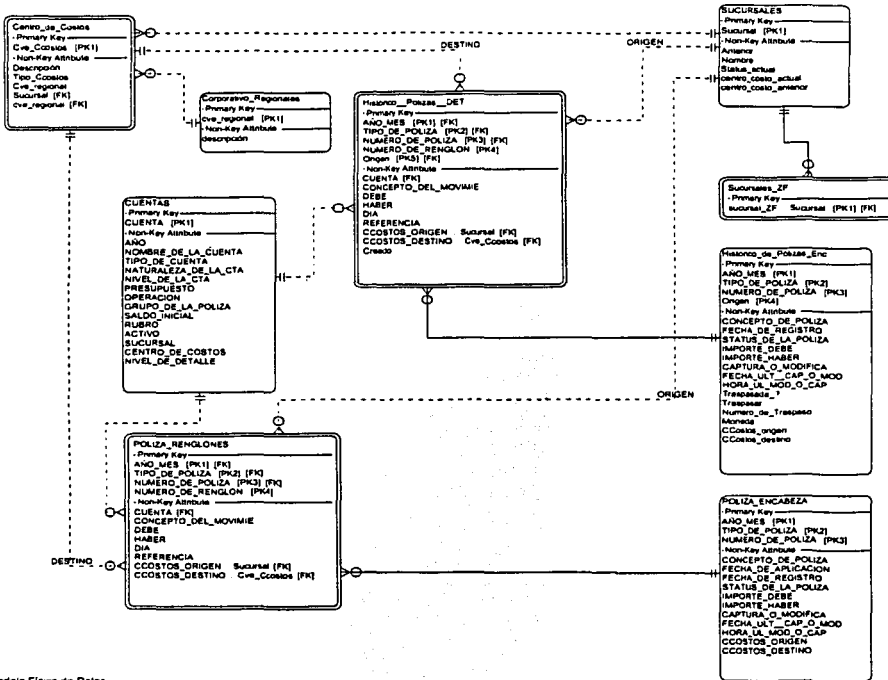 Centro_de_Costos
-Primary Key
Cve_Ccostos [PK1]
-Non-Key Attribute
Descripción
Tipo_Ccostos
Cve_regional
Sucursal [FK]
cve_regional [FK]
Corporativo_Regionales
-Primary Key
cve_regional [PK1]
-Non-Key Attribute
descripción
DESTINO
ORIGEN
SUCURSALES
-Primary Key
Sucursal [PK1]
-Non-Key Attribute
Anterior
Nombre
Status_actual
centro_costo_actual
centro_costo_anterior
Historico__Polizas__DET
-Primary Key
AÑO_MES [PK1] [FK]
TIPO_DE_POLIZA [PK2] [FK]
NUMERO_DE_POLIZA [PK3] [FK]
NUMERO_DE_RENGLON [PK4]
Origen [PK5] [FK]
-Non-Key Attribute
CUENTA [FK]
CONCEPTO_DEL_MOVIMIE
DEBE
HABER
DIA
REFERENCIA
CCOSTOS_ORIGEN . Sucursal [FK]
CCOSTOS_DESTINO . Cve_Ccostos [FK]
Creado
Sucursales_ZF
-Primary Key
sucursal_ZF . Sucursal [PK1] [FK]
CUENTAS
-Primary Key
CUENTA [PK1]
-Non-Key Attribute
AÑO
NOMBRE_DE_LA_CUENTA
TIPO_DE_CUENTA
NATURALEZA_DE_LA_CTA
NIVEL_DE_LA_CTA
PRESUPUESTO
OPERACION
GRUPO_DE_LA_POLIZA
SALDO_INICIAL
RUBRO
ACTIVO
SUCURSAL
CENTRO_DE_COSTOS
NIVEL_DE_DETALLE
Historico_de_Polizas_Enc
-Primary Key
AÑO_MES [PK1]
TIPO_DE_POLIZA [PK2]
NUMERO_DE_POLIZA [PK3]
Origen [PK4]
-Non-Key Attribute
CONCEPTO_DE_POLIZA
FECHA_DE_REGISTRO
STATUS_DE_LA_POLIZA
IMPORTE_DEBE
IMPORTE_HABER
CAPTURA_O_MODIFICA
FECHA_ULT__CAP_O_MOD
HORA_UL_MOD_O_CAP
Traspasada_?
Traspasar
Numero_de_Traspaso
Moneda
CCostos_origen
CCostos_destino
ORIGEN
POLIZA_RENGLONES
-Primary Key
AÑO_MES [PK1] [FK]
TIPO_DE_POLIZA [PK2] [FK]
NUMERO_DE_POLIZA [PK3] [FK]
NUMERO_DE_RENGLON [PK4]
-Non-Key Attribute
CUENTA [FK]
CONCEPTO_DEL_MOVIMIE
DEBE
HABER
DIA
REFERENCIA
CCOSTOS_ORIGEN . Sucursal [FK]
CCOSTOS_DESTINO . Cve_Ccostos [FK]
DESTINO
POLIZA_ENCABEZA
-Primary Key
AÑO_MES [PK1]
TIPO_DE_POLIZA [PK2]
NUMERO_DE_POLIZA [PK3]
-Non-Key Attribute
CONCEPTO_DE_POLIZA
FECHA_DE_APLICACION
FECHA_DE_REGISTRO
STATUS_DE_LA_POLIZA
IMPORTE_DEBE
IMPORTE_HABER
CAPTURA_O_MODIFICA
FECHA_ULT__CAP_O_MOD
HORA_UL_MOD_O_CAP
CCOSTOS_ORIGEN
CCOSTOS_DESTINO